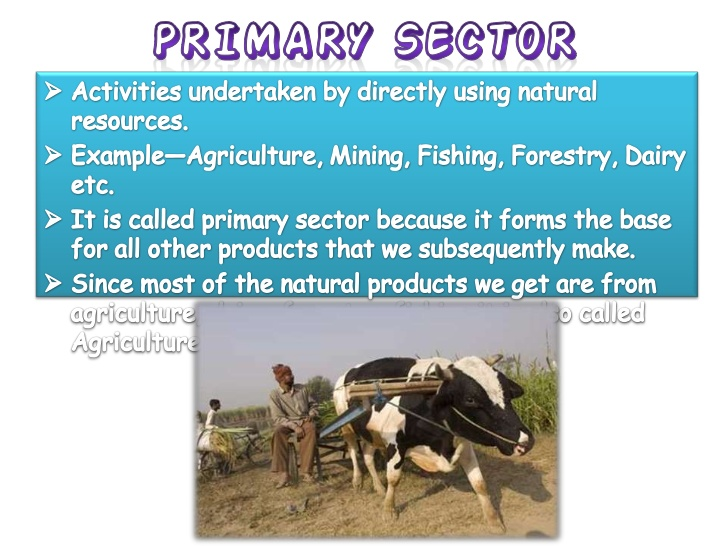 PRIMARY SECTOR
➢ Activities undertaken by directly using natural
resources.
➢ Example—Agriculture, Mining, Fishing, Forestry, Dairy
etc.
➢ It is called primary sector because it forms the base
for all other products that we subsequently make.
➢ Since most of the natural products we get are from
agriculture called
Agriculture